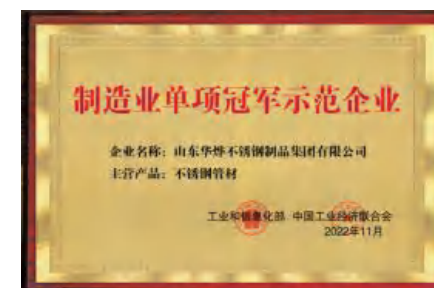 制造业单项冠军示范企业
企业名称：山东华烨不锈钢制品集团有限公司
主营产品：不锈钢管材
工业和信息化部 中国工业经济联合会
2022年11月